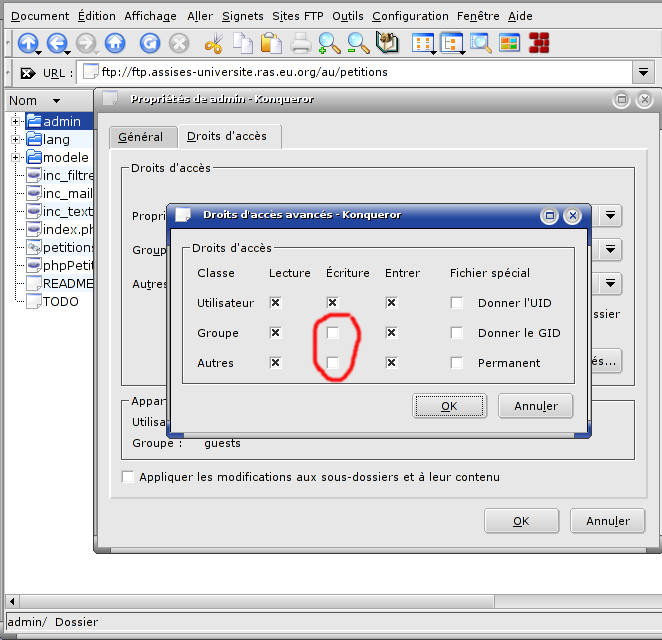 Document Édition Affichage Aller Signets Sites FTP Outils Configuration Fenêtre Aide
URL : ftp://ftp.assises-universite.ras.eu.org/au/petitions
Nom
admin
lang
modele
inc_filtre
inc_mail
inc_text
index.ph
petitions
phpPetit
README
TODO
Propriétés de admin - Konqueror
Général Droits d'accès
Droits d'accès
Propri
Group
Autres
ssier
és...
Droits d'accès avancés - Konqueror
Droits d'accès
Classe Lecture Écriture Entrer Fichier spécial
Utilisateur Donner l'UID
Groupe Donner le GID
Autres Permanent
OK Annuler
Appar
Utilisa
Groupe : guests
Appliquer les modifications aux sous-dossiers et à leur contenu
OK Annuler
admin/ Dossier